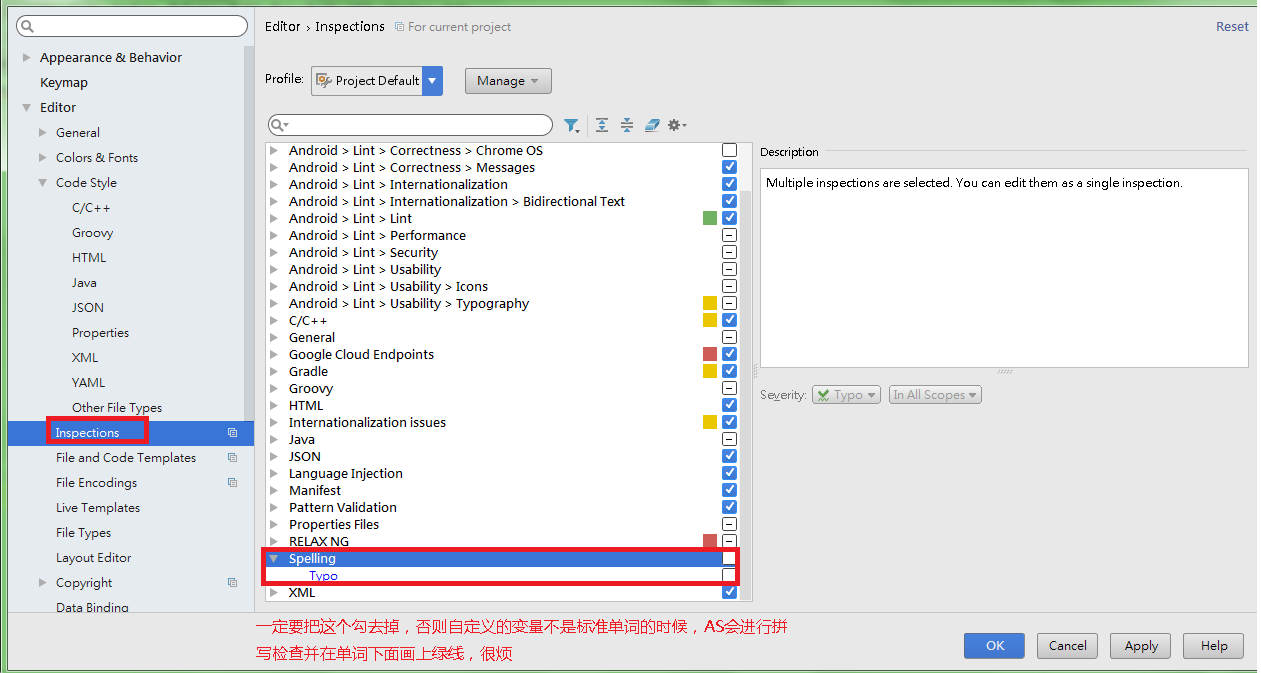 Editor › Inspections For current project Reset
Appearance & Behavior
Keymap
Editor
General
Colors & Fonts
Code Style
C/C++
Groovy
HTML
Java
JSON
Properties
XML
YAML
Other File Types
Inspections
File and Code Templates
File Encodings
Live Templates
File Types
Layout Editor
Copyright
Data Binding
Profile: Project Default Manage
Android > Lint > Correctness > Chrome OS
Android > Lint > Correctness > Messages
Android > Lint > Internationalization
Android > Lint > Internationalization > Bidirectional Text
Android > Lint > Lint
Android > Lint > Performance
Android > Lint > Security
Android > Lint > Usability
Android > Lint > Usability > Icons
Android > Lint > Usability > Typography
C/C++
General
Google Cloud Endpoints
Gradle
Groovy
HTML
Internationalization issues
Java
JSON
Language Injection
Manifest
Pattern Validation
Properties Files
RELAX NG
Spelling
Typo
XML
Description
Multiple inspections are selected. You can edit them as a single inspection.
Severity: Typo In All Scopes
一定要把这个勾去掉，否则自定义的变量不是标准单词的时候，AS会进行拼
写检查并在单词下面画上绿线，很烦
OK Cancel Apply Help